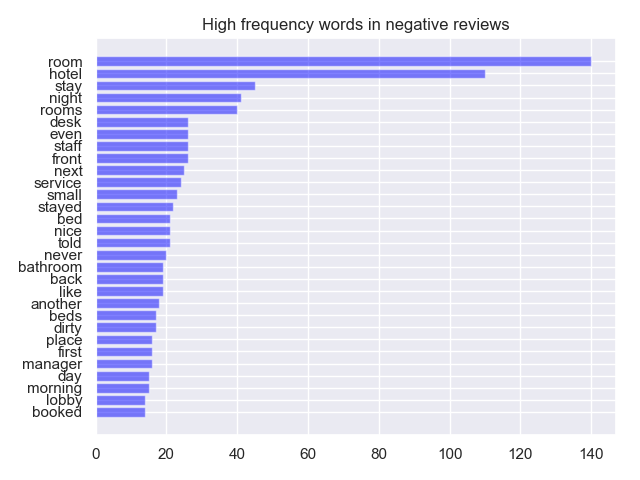 High frequency words in negative reviews
room
hotel
stay
night
rooms
desk
even
staff
front
next
service
small
stayed
bed
nice
told
never
bathroom
back
like
another
beds
dirty
place
first
manager
day
morning
lobby
booked
0 20 40 60 80 100 120 140